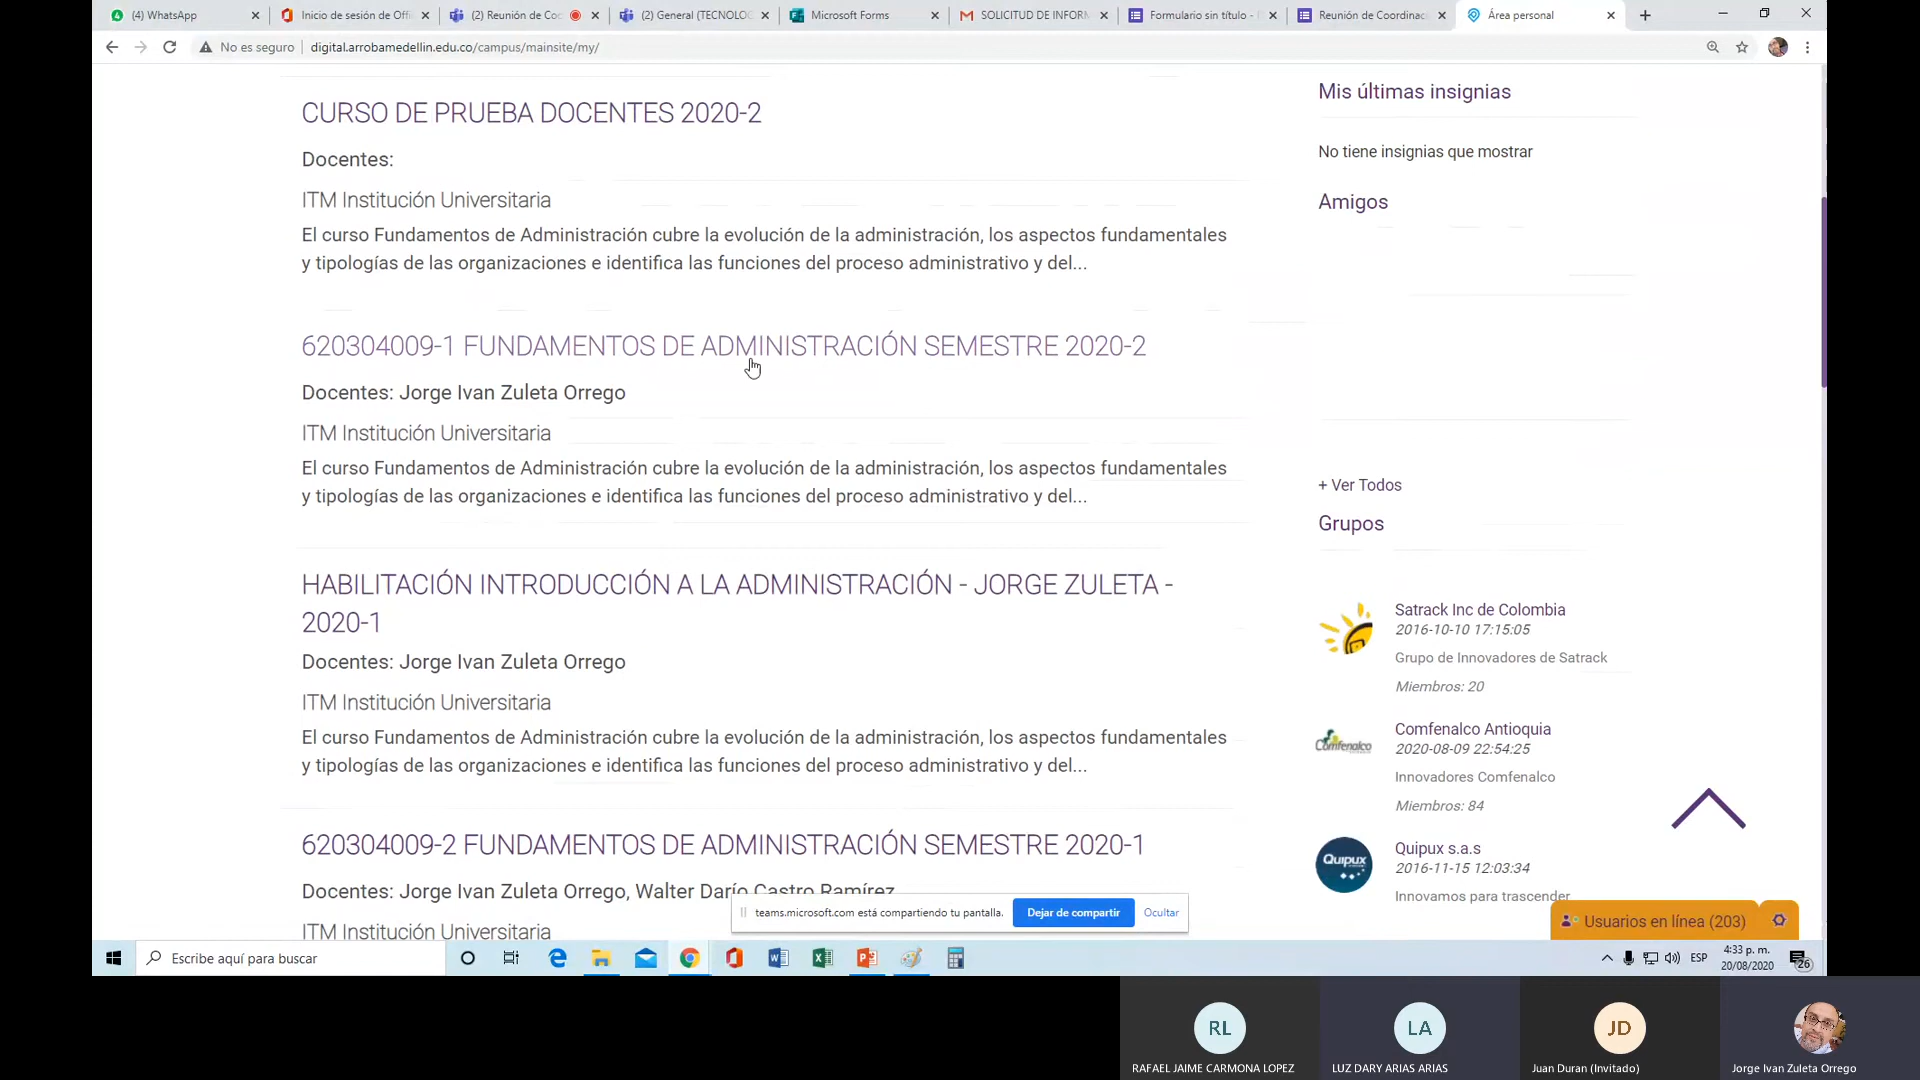 (4) WhatsApp
Inicio de sesión de Offi
(2) Reunión de Coo
(2) General (TECNOLOG
Microsoft Forms
SOLICITUD DE INFORM
Formulario sin título -
Reunión de Coordinac
Área personal
No es seguro
digital.arrobamedellin.edu.co/campus/mainsite/my/
CURSO DE PRUEBA DOCENTES 2020-2
Docentes:
ITM Institución Universitaria
El curso Fundamentos de Administración cubre la evolución de la administración, los aspectos fundamentales
y tipologías de las organizaciones e identifica las funciones del proceso administrativo y del...
620304009-1 FUNDAMENTOS DE ADMINISTRACIÓN SEMESTRE 2020-2
Docentes: Jorge Ivan Zuleta Orrego
ITM Institución Universitaria
El curso Fundamentos de Administración cubre la evolución de la administración, los aspectos fundamentales
y tipologías de las organizaciones e identifica las funciones del proceso administrativo y del...
HABILITACIÓN INTRODUCCIÓN A LA ADMINISTRACIÓN - JORGE ZULETA -
2020-1
Docentes: Jorge Ivan Zuleta Orrego
ITM Institución Universitaria
El curso Fundamentos de Administración cubre la evolución de la administración, los aspectos fundamentales
y tipologías de las organizaciones e identifica las funciones del proceso administrativo y del...
620304009-2 FUNDAMENTOS DE ADMINISTRACIÓN SEMESTRE 2020-1
Docentes: Jorge Ivan Zuleta Orrego, Walter Darío Castro Ramírez
ITM Institución Universitaria
Mis últimas insignias
No tiene insignias que mostrar
Amigos
+ Ver Todos
Grupos
Satrack Inc de Colombia
2016-10-10 17:15:05
Grupo de Innovadores de Satrack
Miembros: 20
Comfenalco
Comfenalco Antioquia
2020-08-09 22:54:25
Innovadores Comfenalco
Miembros: 84
Quipux
Quipux s.a.s
2016-11-15 12:03:34
Innovamos para trascender
Usuarios en línea (203)
teams.microsoft.com está compartiendo tu pantalla.
Dejar de compartir
Ocultar
Escribe aquí para buscar
ESP
4:33 p. m.
20/08/2020
26
RL
RAFAEL JAIME CARMONA LOPEZ
LA
LUZ DARY ARIAS ARIAS
JD
Juan Duran (Invitado)
Jorge Ivan Zuleta Orrego